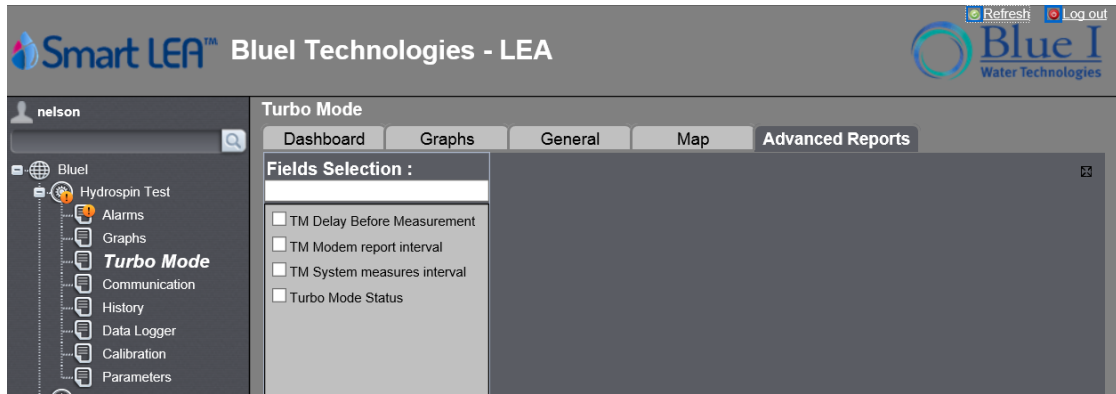 Refresh Log out
Smart LEA™ BlueI Technologies - LEA
Blue I
Water Technologies
nelson
Turbo Mode
Dashboard Graphs General Map Advanced Reports
Fields Selection :
BlueI
Hydrospin Test
Alarms
Graphs
Turbo Mode
Communication
History
Data Logger
Calibration
Parameters
TM Delay Before Measurement
TM Modem report interval
TM System measures interval
Turbo Mode Status